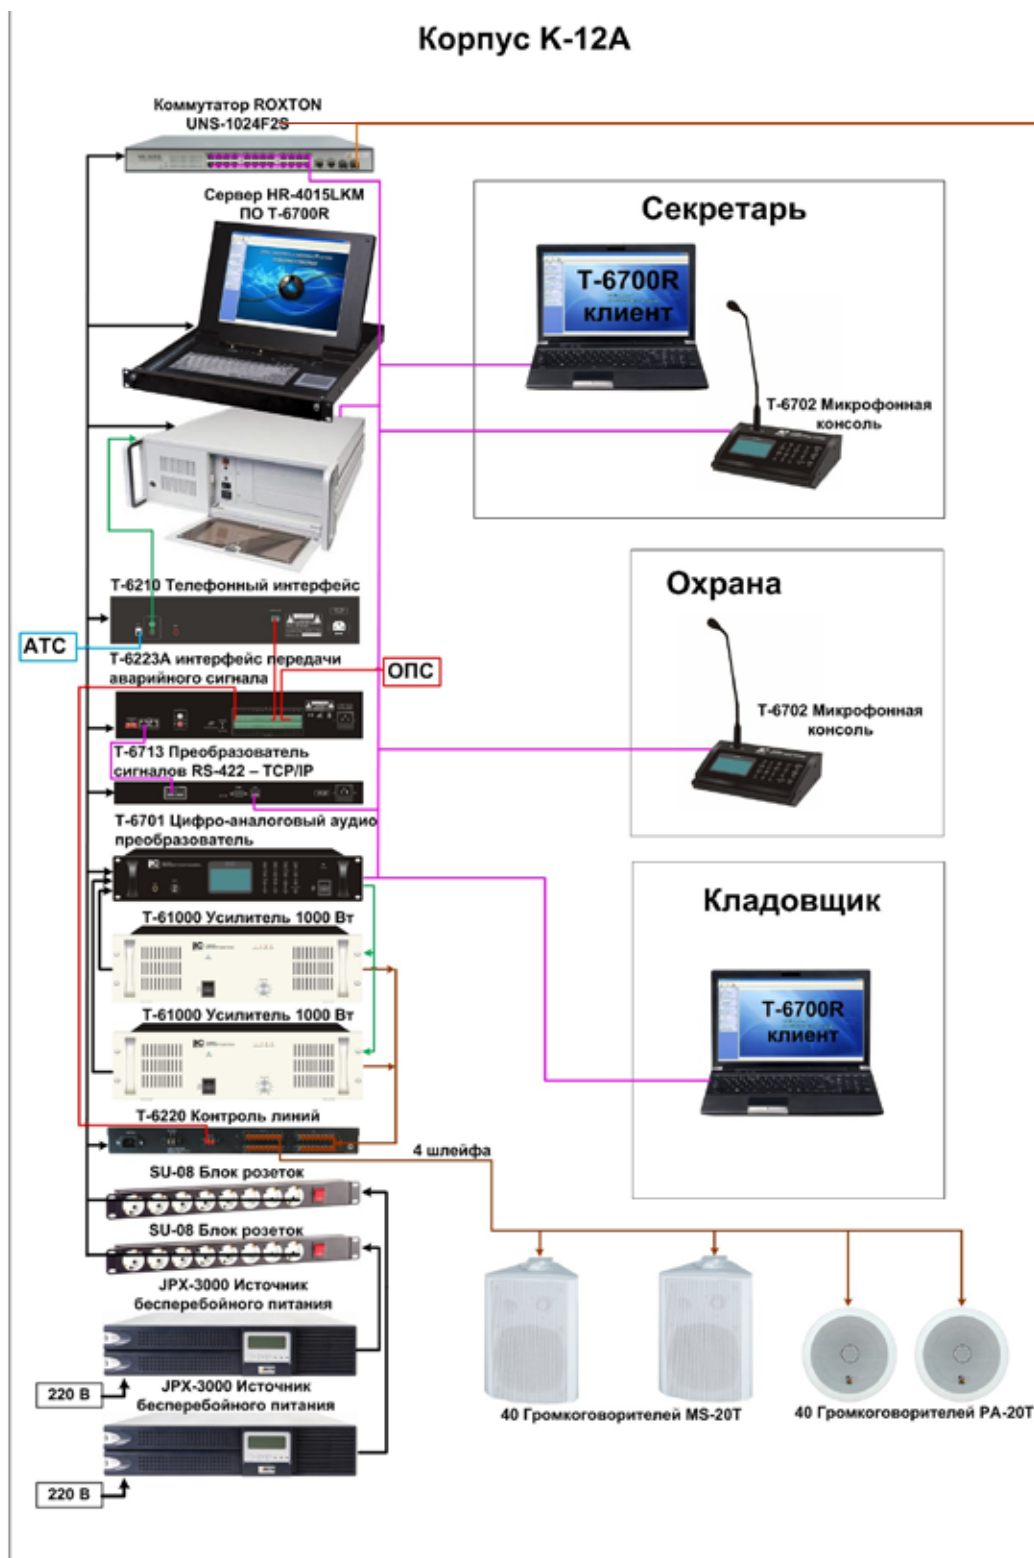 Корпус К-12А
Коммутатор ROXTON
UNS-1024F2S
Сервер HR-4015LKM
ПО Т-6700R
Секретарь
Т-6700R
клиент
Т-6702 Микрофонная
консоль
Т-6210 Телефонный интерфейс
АТС
Т-6223А интерфейс передачи
аварийного сигнала
ОПС
Охрана
Т-6702 Микрофонная
консоль
Т-6713 Преобразователь
сигналов RS-422 – TCP/IP
Т-6701 Цифро-аналоговый аудио
преобразователь
Т-61000 Усилитель 1000 Вт
Кладовщик
Т-6700R
клиент
Т-61000 Усилитель 1000 Вт
Т-6220 Контроль линий
4 шлейфа
SU-08 Блок розеток
SU-08 Блок розеток
JPX-3000 Источник
бесперебойного питания
220 В
JPX-3000 Источник
бесперебойного питания
220 В
40 Громкоговорителей MS-20T
40 Громкоговорителей PA-20T